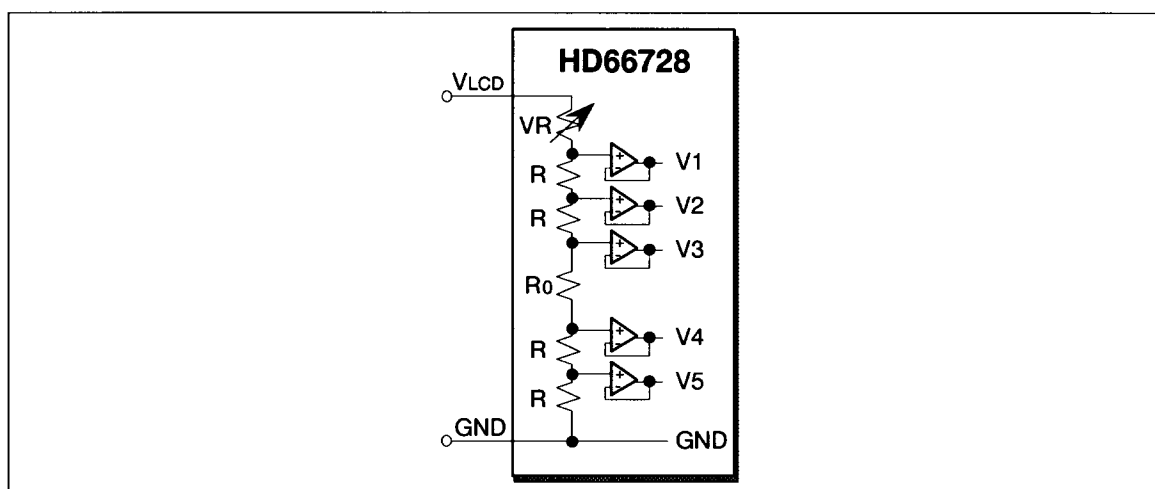 HD66728
VLCD
VR
+
-
V1
R
+
-
V2
R
+
-
V3
R0
+
-
V4
R
+
-
V5
R
GND
GND